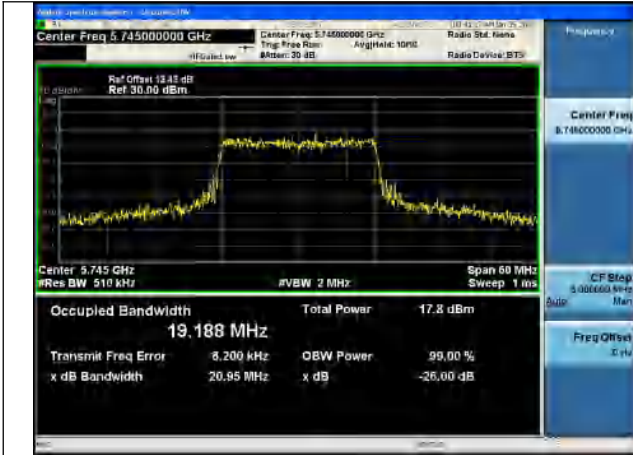 Center Freq 5.745000000 GHz
Center Freq: 5.745000000 GHz
Trig: Free Run
Avg|Hold: 10/10
#Atten: 30 dB
Radio Std: None
Radio Device: BTS
Frequency
Ref Offset 13.43 dB
Ref 30.00 dBm
Center Freq
5.745000000 GHz
Center 5.745 GHz
Span 60 MHz
#Res BW 510 kHz
#VBW 2 MHz
Sweep 1 ms
CF Step
Auto Man
Occupied Bandwidth
Total Power 17.8 dBm
19.188 MHz
Freq Offset
0 Hz
Transmit Freq Error 8.200 kHz OBW Power 99.00 %
x dB Bandwidth 20.95 MHz x dB -26.00 dB